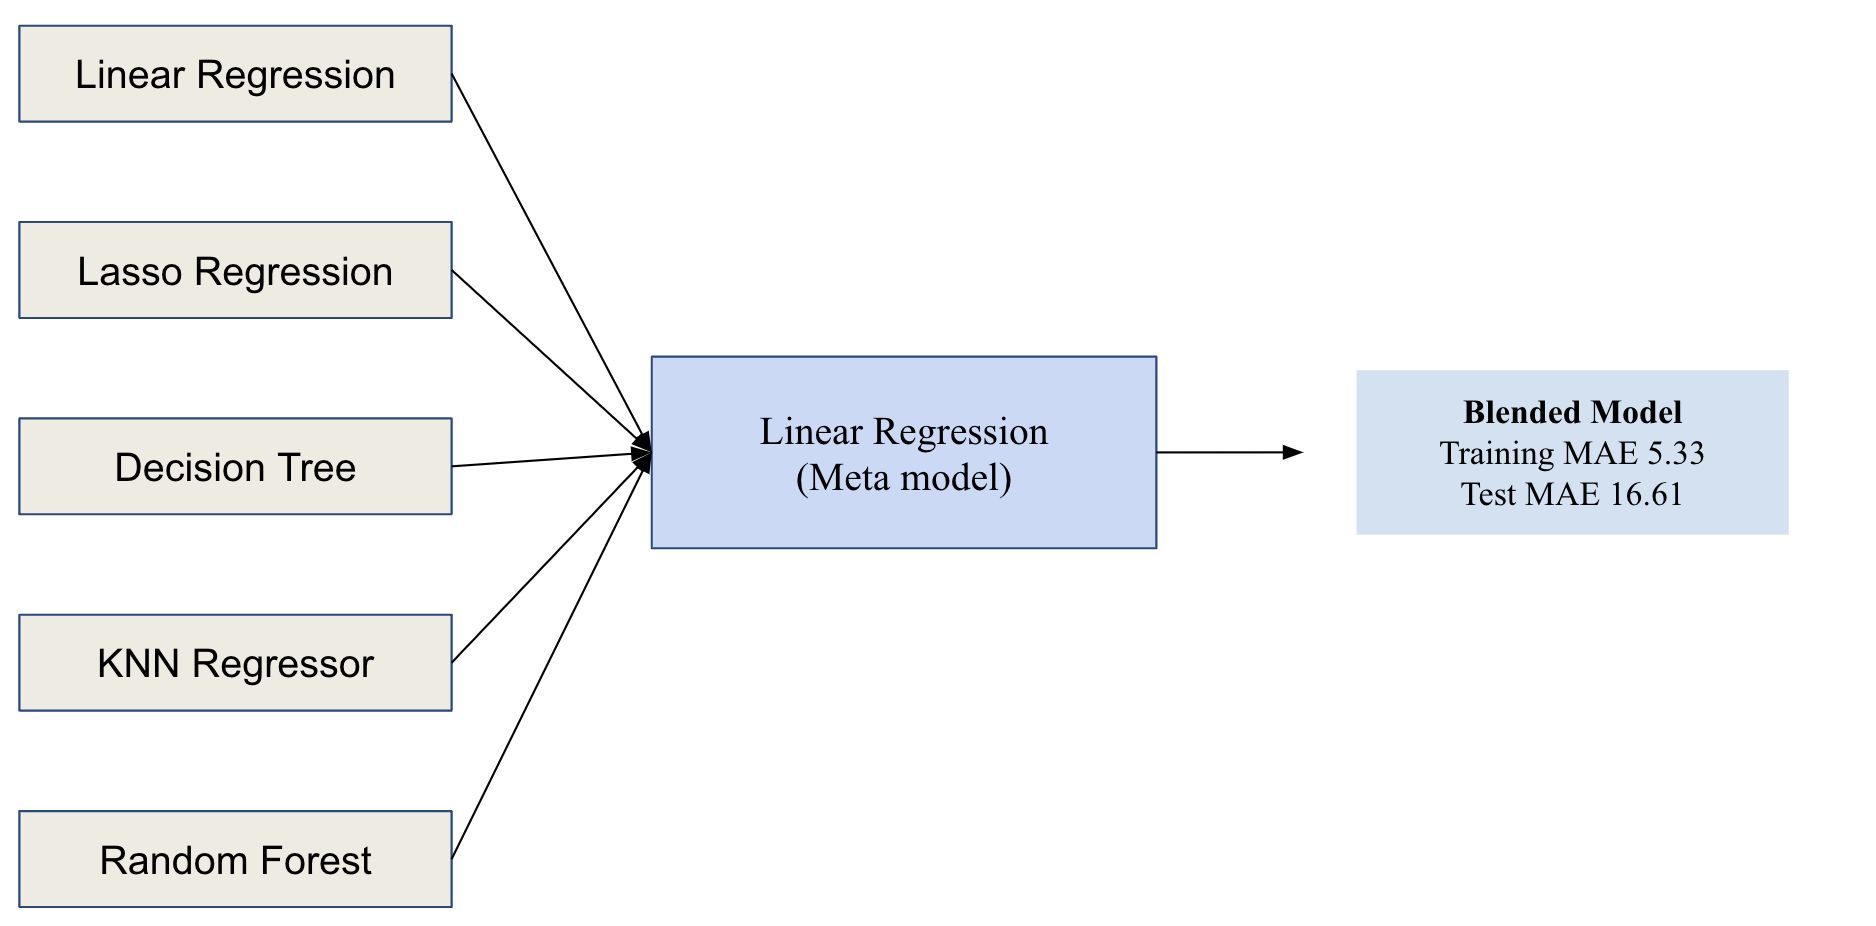 Linear Regression
Lasso Regression
Decision Tree
KNN Regressor
Random Forest
Linear Regression
(Meta model)
Blended Model
Training MAE 5.33
Test MAE 16.61